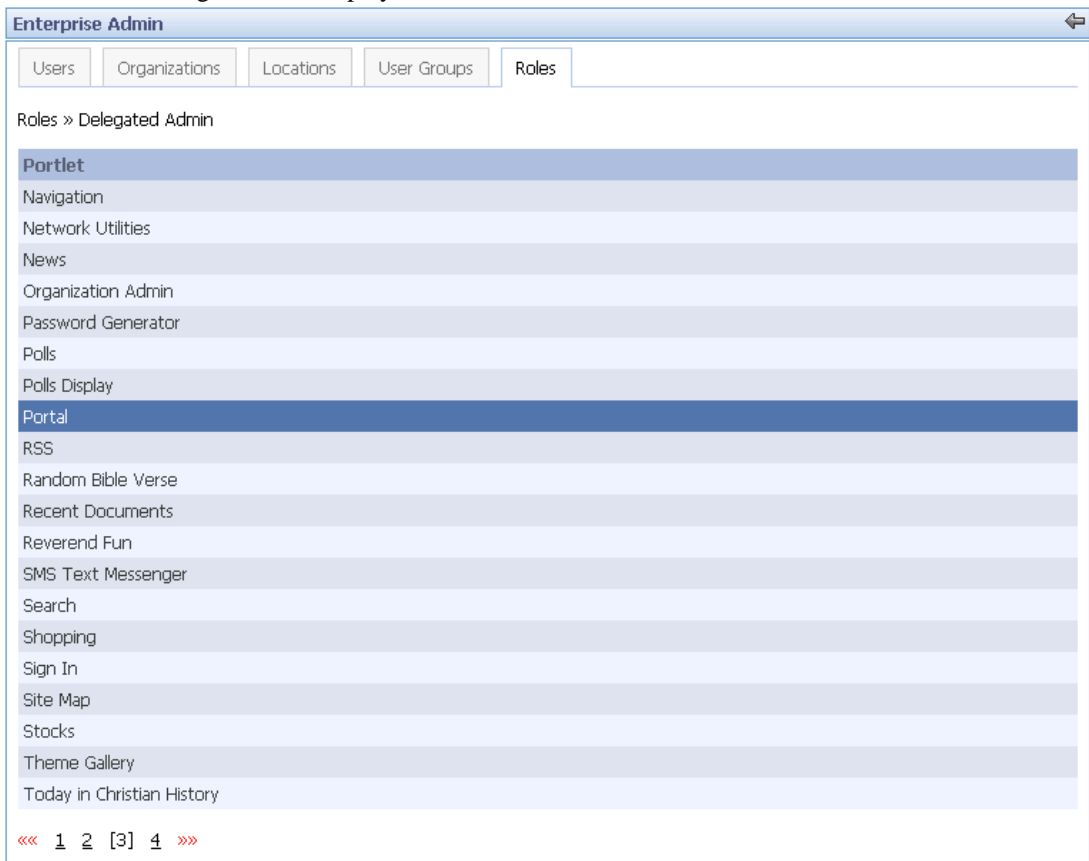 Enterprise Admin
Users Organizations Locations User Groups Roles
Roles » Delegated Admin
Portlet
Navigation
Network Utilities
News
Organization Admin
Password Generator
Polls
Polls Display
Portal
RSS
Random Bible Verse
Recent Documents
Reverend Fun
SMS Text Messenger
Search
Shopping
Sign In
Site Map
Stocks
Theme Gallery
Today in Christian History
«« 1 2 [3] 4 »»